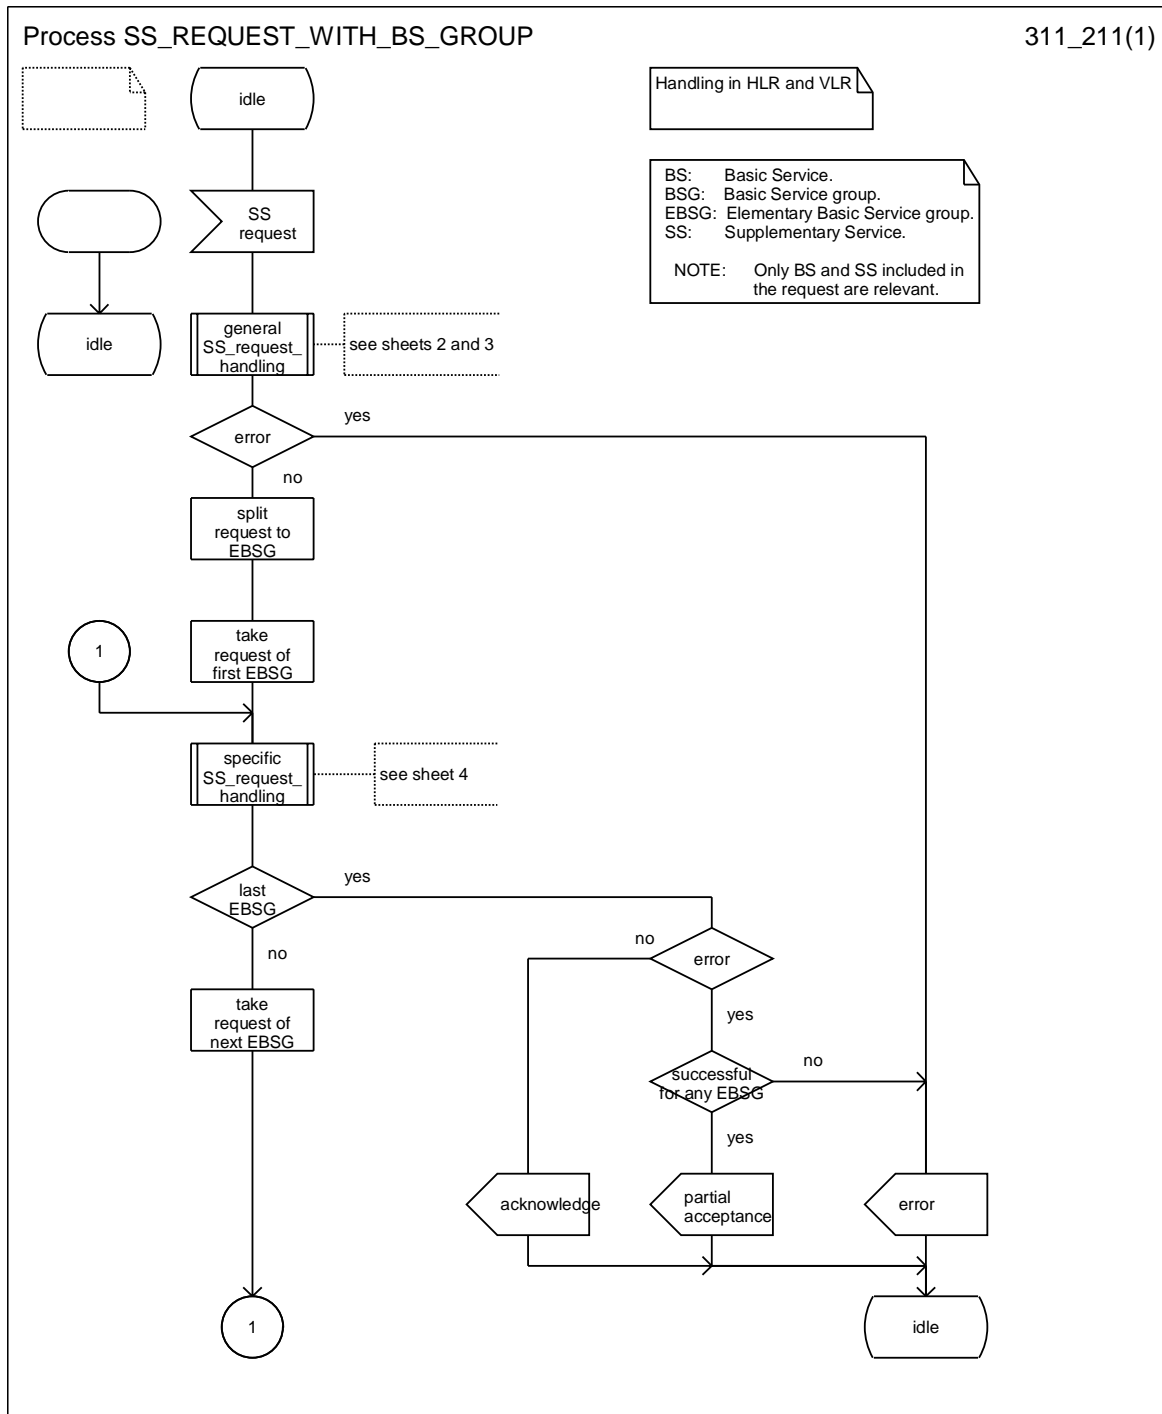 Process SS_REQUEST_WITH_BS_GROUP
311_211(1)
idle
Handling in HLR and VLR
BS: Basic Service.
BSG: Basic Service group.
EBSG: Elementary Basic Service group.
SS: Supplementary Service.
NOTE: Only BS and SS included in
the request are relevant.
SS
request
idle
general
SS_request_
handling
see sheets 2 and 3
error
yes
no
split
request to
EBSG
1
take
request of
first EBSG
specific
SS_request_
handling
see sheet 4
last
EBSG
yes
no
no
error
yes
take
request of
next EBSG
successful
for any EBSG
no
yes
acknowledge
partial
acceptance
error
1
idle